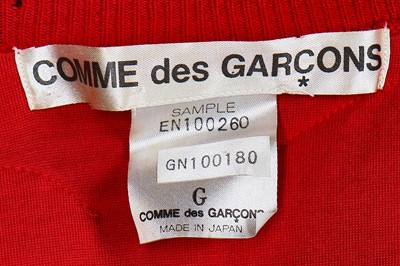 COMME des GARÇONS
*
SAMPLE
EN100260
GN100180
G
COMME des GARÇONS
MADE IN JAPAN